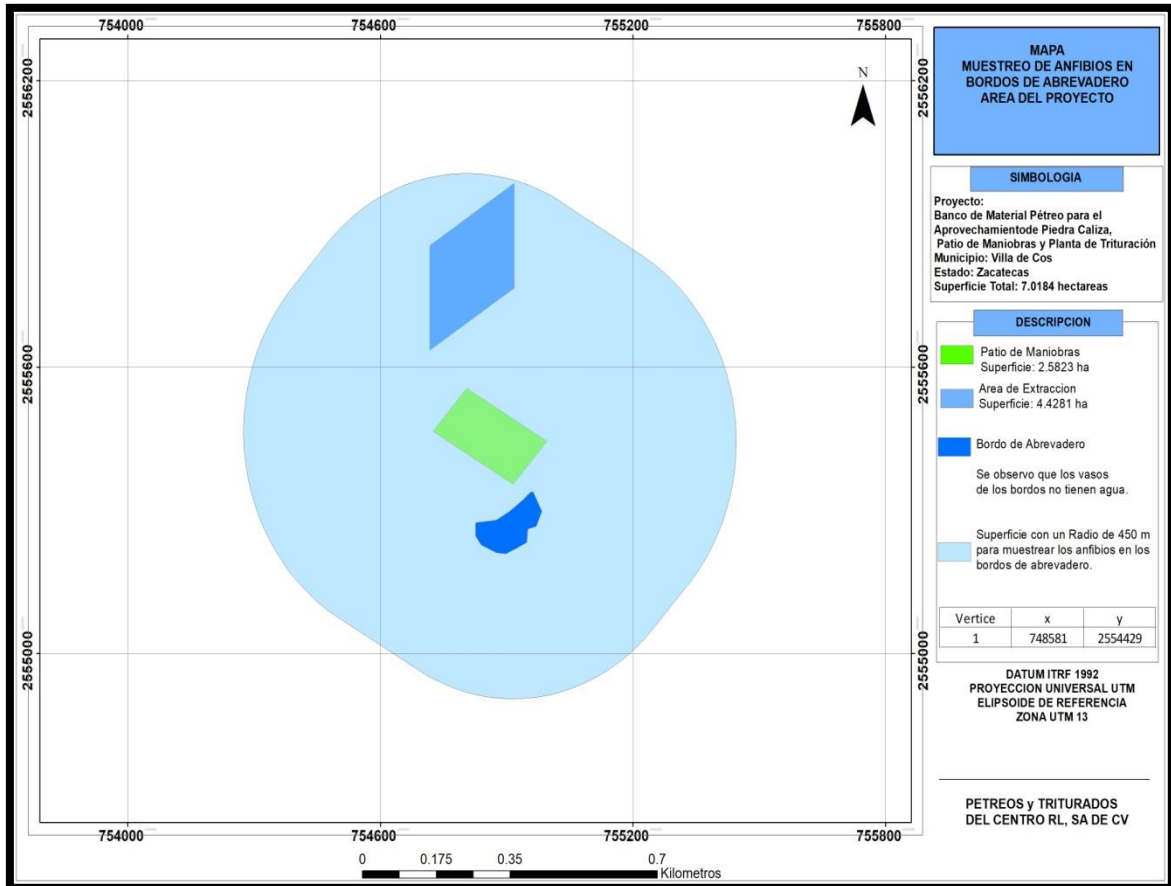 754000
754600
755200
755800
2556200
2556200
N
2555600
2555600
2555000
2555000
754000
754600
755200
755800
0
0.175
0.35
0.7
Kilometros
MAPA
MUESTREO DE ANFIBIOS EN
BORDOS DE ABREVADERO
AREA DEL PROYECTO
SIMBOLOGIA
Proyecto:
Banco de Material Pétreo para el
Aprovechamientode Piedra Caliza,
Patio de Maniobras y Planta de Trituración
Municipio: Villa de Cos
Estado: Zacatecas
Superficie Total: 7.0184 hectareas
DESCRIPCION
Patio de Maniobras
Superficie: 2.5823 ha
Area de Extraccion
Superficie: 4.4281 ha
Bordo de Abrevadero
Se observo que los vasos
de los bordos no tienen agua.
Superficie con un Radio de 450 m
para muestrear los anfibios en los
bordos de abrevadero.
Vertice x y
1 748581 2554429
DATUM ITRF 1992
PROYECCION UNIVERSAL UTM
ELIPSOIDE DE REFERENCIA
ZONA UTM 13
PETREOS y TRITURADOS
DEL CENTRO RL, SA DE CV